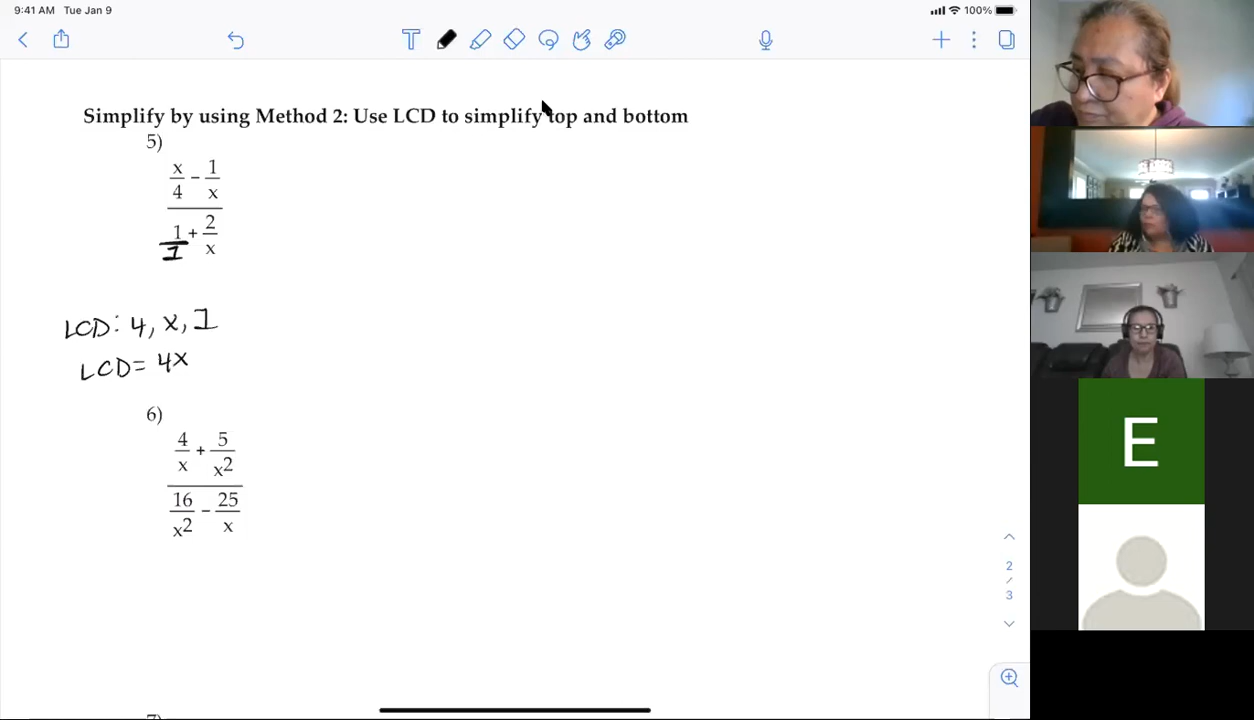 9:41 AM Tue Jan 9
100%
Simplify by using Method 2: Use LCD to simplify top and bottom
5)
x 1
4 - x
1 + 2
1 x
LCD: 4, x, 1
LCD = 4x
6)
4 + 5
x x2
16 - 25
x2 x
2
/
3
7)
T
E